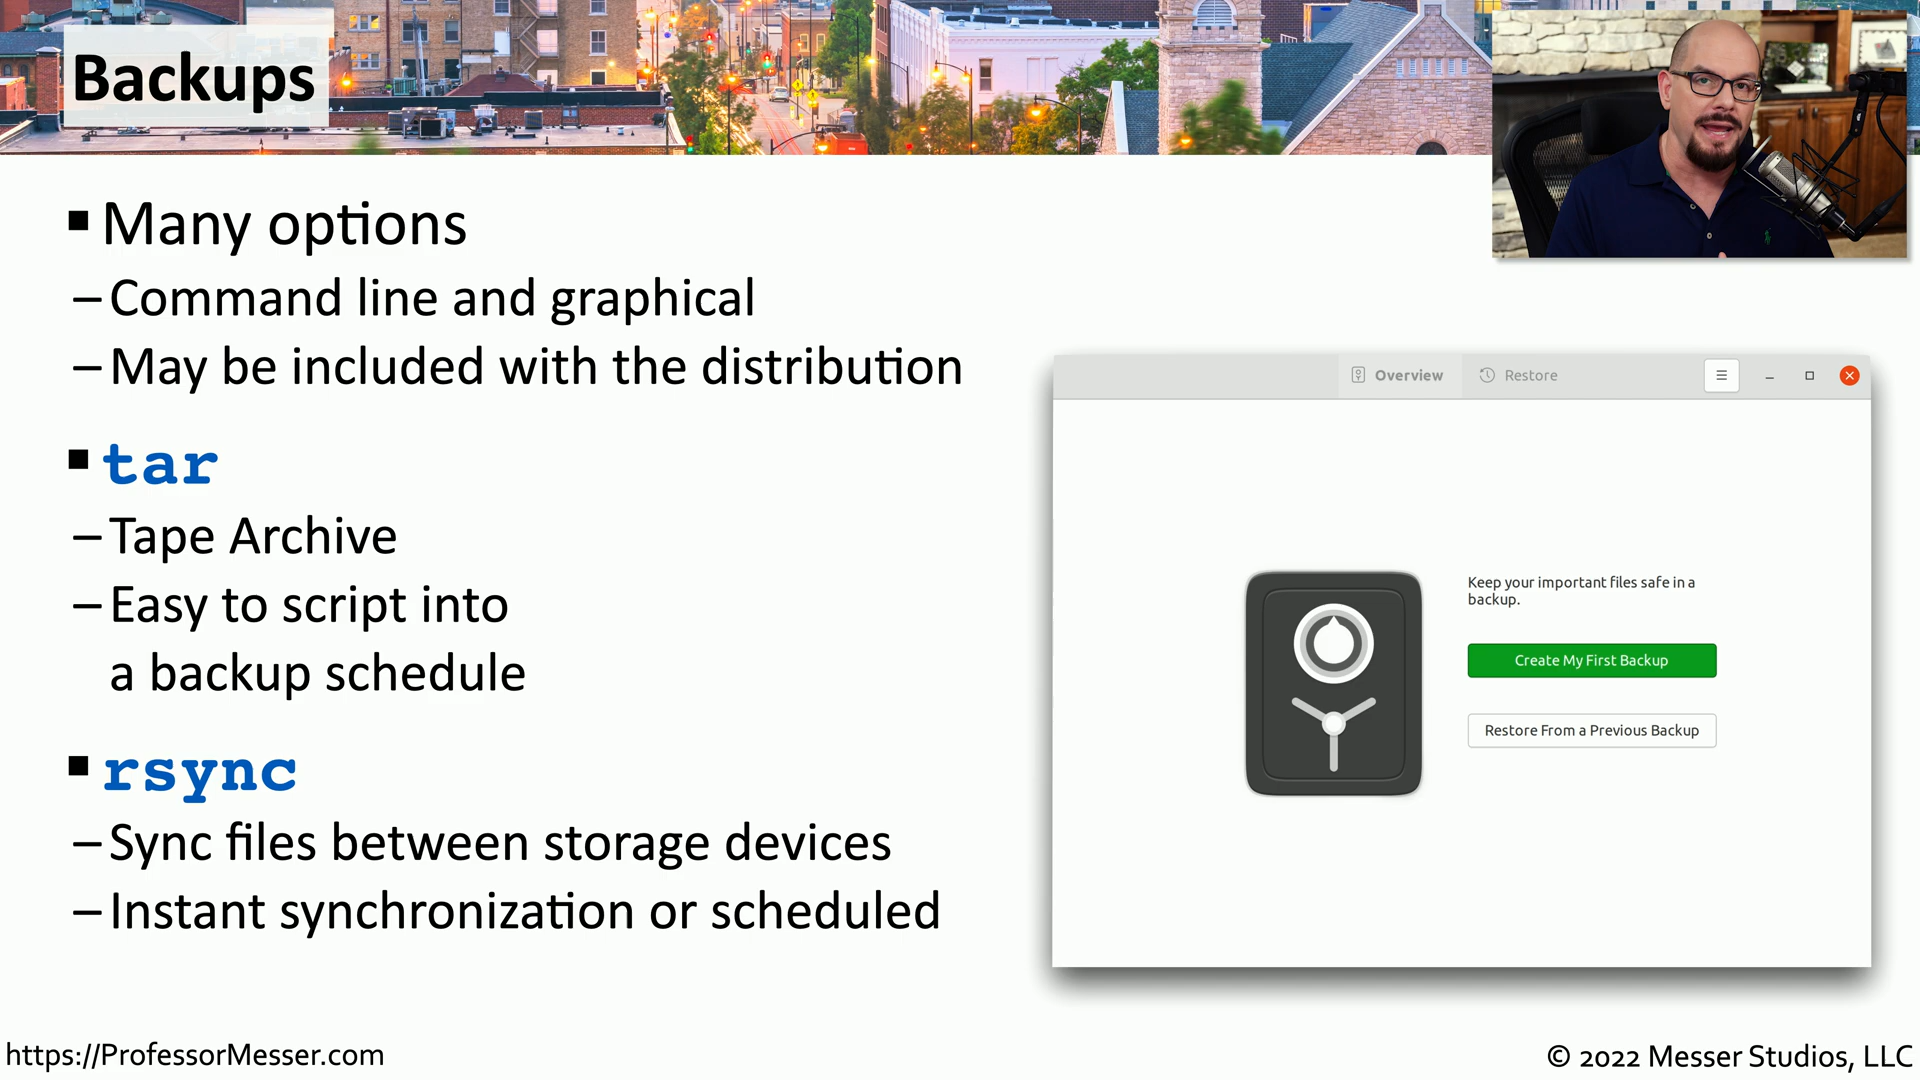 Backups
Many options
–Command line and graphical
–May be included with the distribution
tar
–Tape Archive
–Easy to script into
a backup schedule
rsync
–Sync files between storage devices
–Instant synchronization or scheduled
Overview
Restore
Keep your important files safe in a
backup.
Create My First Backup
Restore From a Previous Backup
https://ProfessorMesser.com
© 2022 Messer Studios, LLC